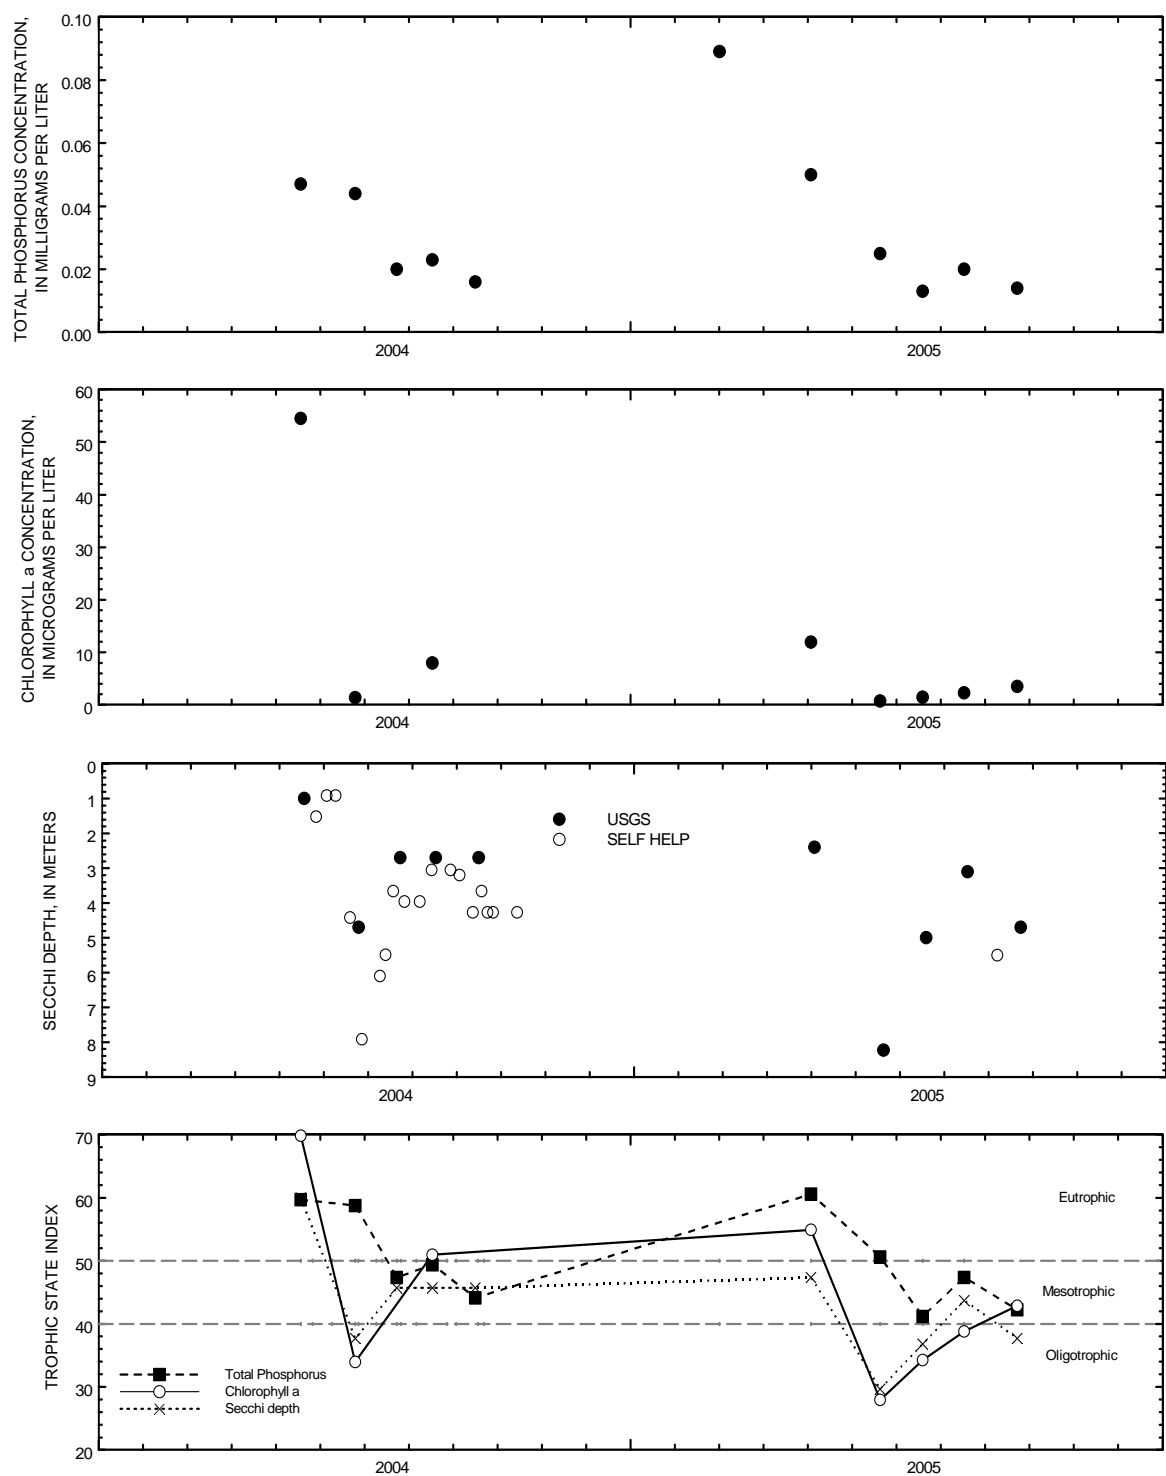 TOTAL PHOSPHORUS CONCENTRATION,
IN MILLIGRAMS PER LITER
0.10
0.08
0.06
0.04
0.02
0.00
2004
2005
CHLOROPHYLL a CONCENTRATION,
IN MICROGRAMS PER LITER
60
50
40
30
20
10
0
2004
2005
SECCHI DEPTH, IN METERS
0
1
2
3
4
5
6
7
8
9
USGS
SELF HELP
2004
2005
TROPHIC STATE INDEX
70
60
50
40
30
20
Eutrophic
Mesotrophic
Oligotrophic
Total Phosphorus
Chlorophyll a
Secchi depth
2004
2005